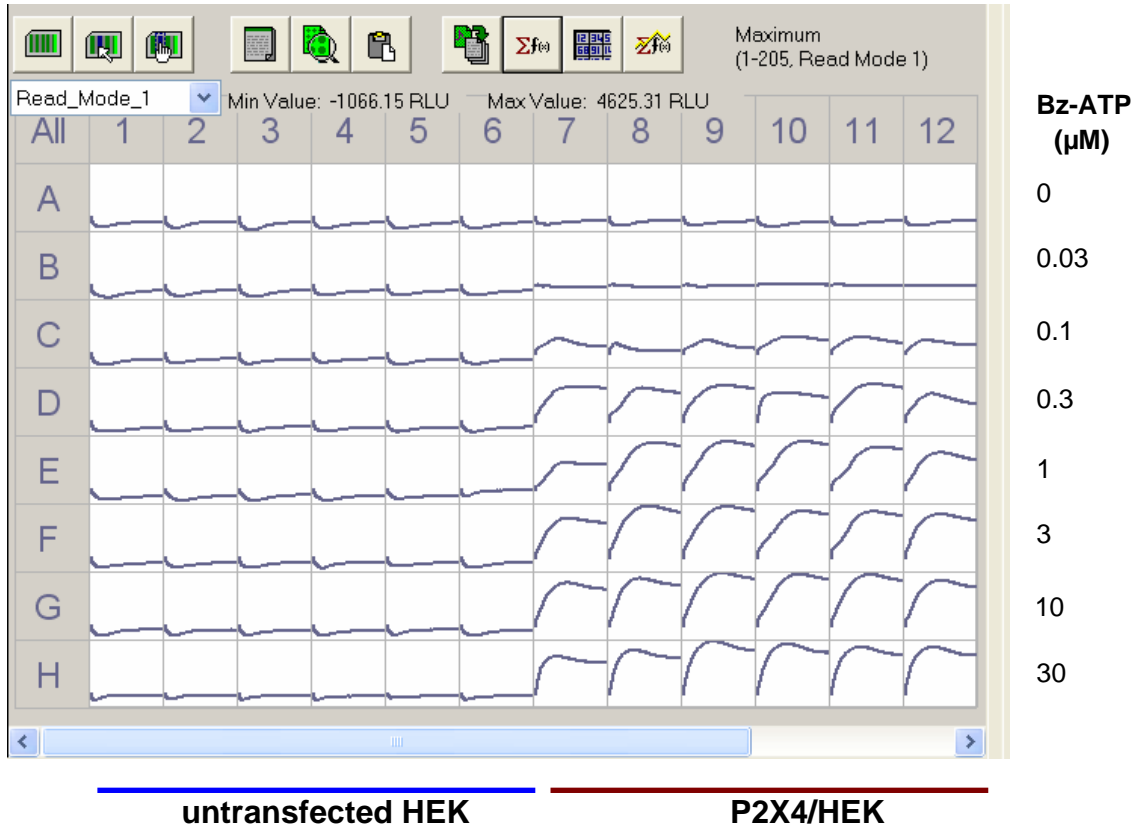 Maximum
(1-205, Read Mode 1)
Read_Mode_1 Min Value: -1066.15 RLU Max Value: 4625.31 RLU
All 1 2 3 4 5 6 7 8 9 10 11 12
Bz-ATP
(µM)
A 0
B 0.03
C 0.1
D 0.3
E 1
F 3
G 10
H 30
untransfected HEK P2X4/HEK